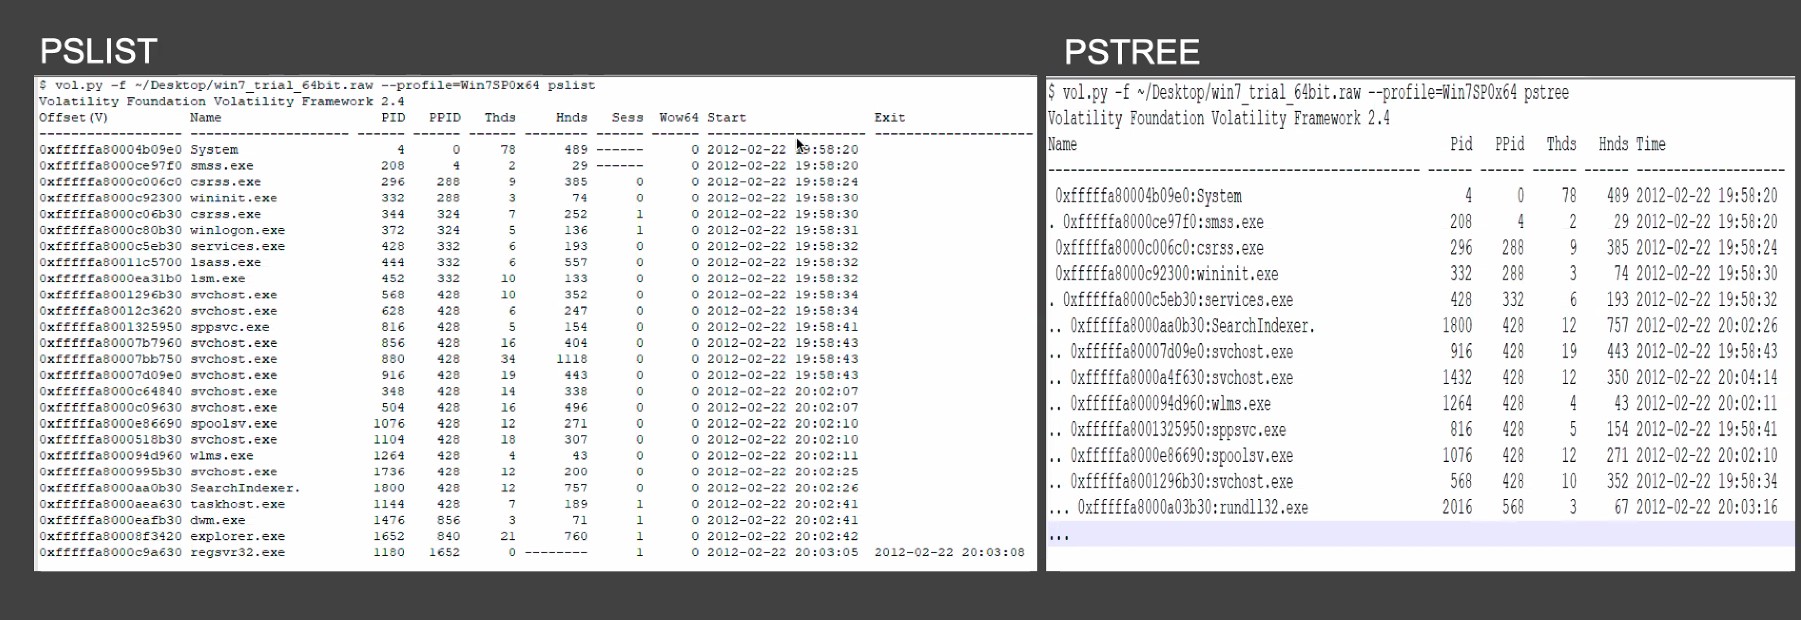 PSLIST
$ vol.py -f ~/Desktop/win7_trial_64bit.raw --profile=Win7SP0x64 pslist
Volatility Foundation Volatility Framework 2.4
Offset(V) Name PID PPID Thds Hnds Sess Wow64 Start Exit
------------------ -------------------- ------ ------ ------ -------- ------ ------ -------------------- --------------------
0xfffffa80004b09e0 System 4 0 78 489 ------ 0 2012-02-22 19:58:20
0xfffffa8000ce97f0 smss.exe 208 4 2 29 ------ 0 2012-02-22 19:58:20
0xfffffa8000c006c0 csrss.exe 296 288 9 385 0 0 2012-02-22 19:58:24
0xfffffa8000c92300 wininit.exe 332 288 3 74 0 0 2012-02-22 19:58:30
0xfffffa8000c06b30 csrss.exe 344 324 7 252 1 0 2012-02-22 19:58:30
0xfffffa8000c80b30 winlogon.exe 372 324 5 136 1 0 2012-02-22 19:58:31
0xfffffa8000c5eb30 services.exe 428 332 6 193 0 0 2012-02-22 19:58:32
0xfffffa80011c5700 lsass.exe 444 332 6 557 0 0 2012-02-22 19:58:32
0xfffffa8000ea31b0 lsm.exe 452 332 10 133 0 0 2012-02-22 19:58:32
0xfffffa8001296b30 svchost.exe 568 428 10 352 0 0 2012-02-22 19:58:34
0xfffffa80012c3620 svchost.exe 628 428 6 247 0 0 2012-02-22 19:58:34
0xfffffa8001325950 sppsvc.exe 816 428 5 154 0 0 2012-02-22 19:58:41
0xfffffa80007b7960 svchost.exe 856 428 16 404 0 0 2012-02-22 19:58:43
0xfffffa80007bb750 svchost.exe 880 428 34 1118 0 0 2012-02-22 19:58:43
0xfffffa80007d09e0 svchost.exe 916 428 19 443 0 0 2012-02-22 19:58:43
0xfffffa8000c64840 svchost.exe 348 428 14 338 0 0 2012-02-22 20:02:07
0xfffffa8000c09630 svchost.exe 504 428 16 496 0 0 2012-02-22 20:02:07
0xfffffa8000e86690 spoolsv.exe 1076 428 12 271 0 0 2012-02-22 20:02:10
0xfffffa8000518b30 svchost.exe 1104 428 18 307 0 0 2012-02-22 20:02:10
0xfffffa800094d960 wlms.exe 1264 428 4 43 0 0 2012-02-22 20:02:11
0xfffffa8000995b30 svchost.exe 1736 428 12 200 0 0 2012-02-22 20:02:25
0xfffffa8000aa0b30 SearchIndexer. 1800 428 12 757 0 0 2012-02-22 20:02:26
0xfffffa8000aea630 taskhost.exe 1144 428 7 189 1 0 2012-02-22 20:02:41
0xfffffa8000eafb30 dwm.exe 1476 856 3 71 1 0 2012-02-22 20:02:41
0xfffffa80008f3420 explorer.exe 1652 840 21 760 1 0 2012-02-22 20:02:42
0xfffffa8000c9a630 regsvr32.exe 1180 1652 0 -------- 1 0 2012-02-22 20:03:05 2012-02-22 20:03:08
PSTREE
$ vol.py -f ~/Desktop/win7_trial_64bit.raw --profile=Win7SP0x64 pstree
Volatility Foundation Volatility Framework 2.4
Name Pid PPid Thds Hnds Time
-------------------------------------------------- ------ ------ ------ ------ --------------------
0xfffffa80004b09e0:System 4 0 78 489 2012-02-22 19:58:20
. 0xfffffa8000ce97f0:smss.exe 208 4 2 29 2012-02-22 19:58:20
0xfffffa8000c006c0:csrss.exe 296 288 9 385 2012-02-22 19:58:24
0xfffffa8000c92300:wininit.exe 332 288 3 74 2012-02-22 19:58:30
. 0xfffffa8000c5eb30:services.exe 428 332 6 193 2012-02-22 19:58:32
.. 0xfffffa8000aa0b30:SearchIndexer. 1800 428 12 757 2012-02-22 20:02:26
.. 0xfffffa80007d09e0:svchost.exe 916 428 19 443 2012-02-22 19:58:43
.. 0xfffffa8000a4f630:svchost.exe 1432 428 12 350 2012-02-22 20:04:14
.. 0xfffffa800094d960:wlms.exe 1264 428 4 43 2012-02-22 20:02:11
.. 0xfffffa8001325950:sppsvc.exe 816 428 5 154 2012-02-22 19:58:41
.. 0xfffffa8000e86690:spoolsv.exe 1076 428 12 271 2012-02-22 20:02:10
.. 0xfffffa8001296b30:svchost.exe 568 428 10 352 2012-02-22 19:58:34
... 0xfffffa8000a03b30:rundll32.exe 2016 568 3 67 2012-02-22 20:03:16
...